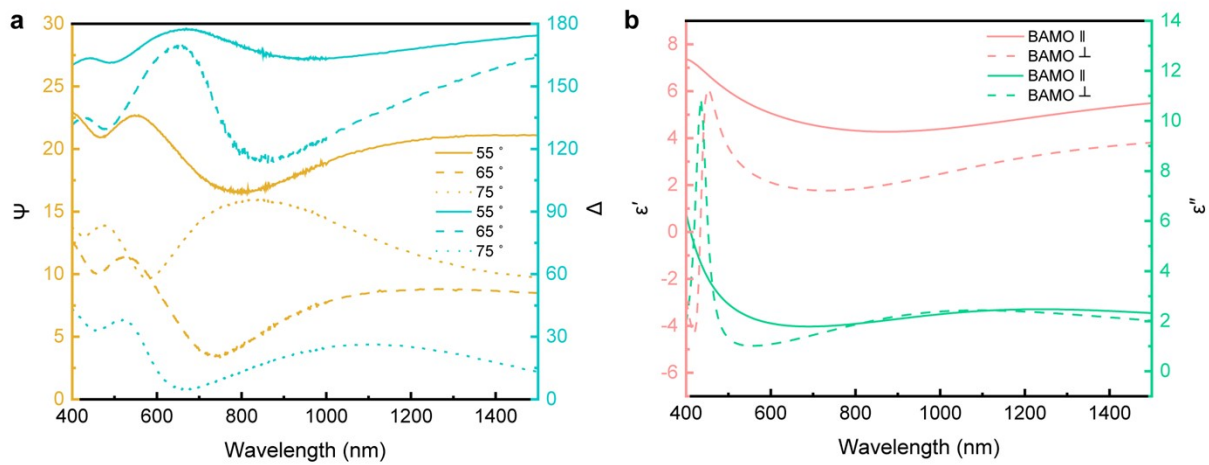 a
30
25
20
15
10
5
0
Ψ
180
150
120
90
60
30
0
Δ
55 °
65 °
75 °
55 °
65 °
75 °
400 600 800 1000 1200 1400
Wavelength (nm)
b
8
6
4
2
0
-2
-4
-6
ε′
14
12
10
8
6
4
2
0
ε″
BAMO ∥
BAMO ⊥
BAMO ∥
BAMO ⊥
400 600 800 1000 1200 1400
Wavelength (nm)